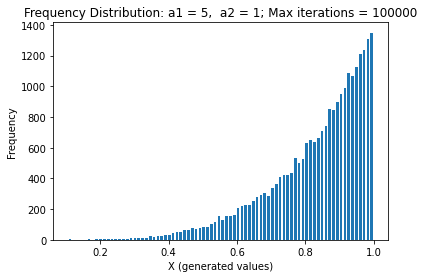 Frequency Distribution: a1 = 5,  a2 = 1; Max iterations = 100000
1400
1200
1000
800
600
400
200
0
Frequency
0.2 0.4 0.6 0.8 1.0
X (generated values)